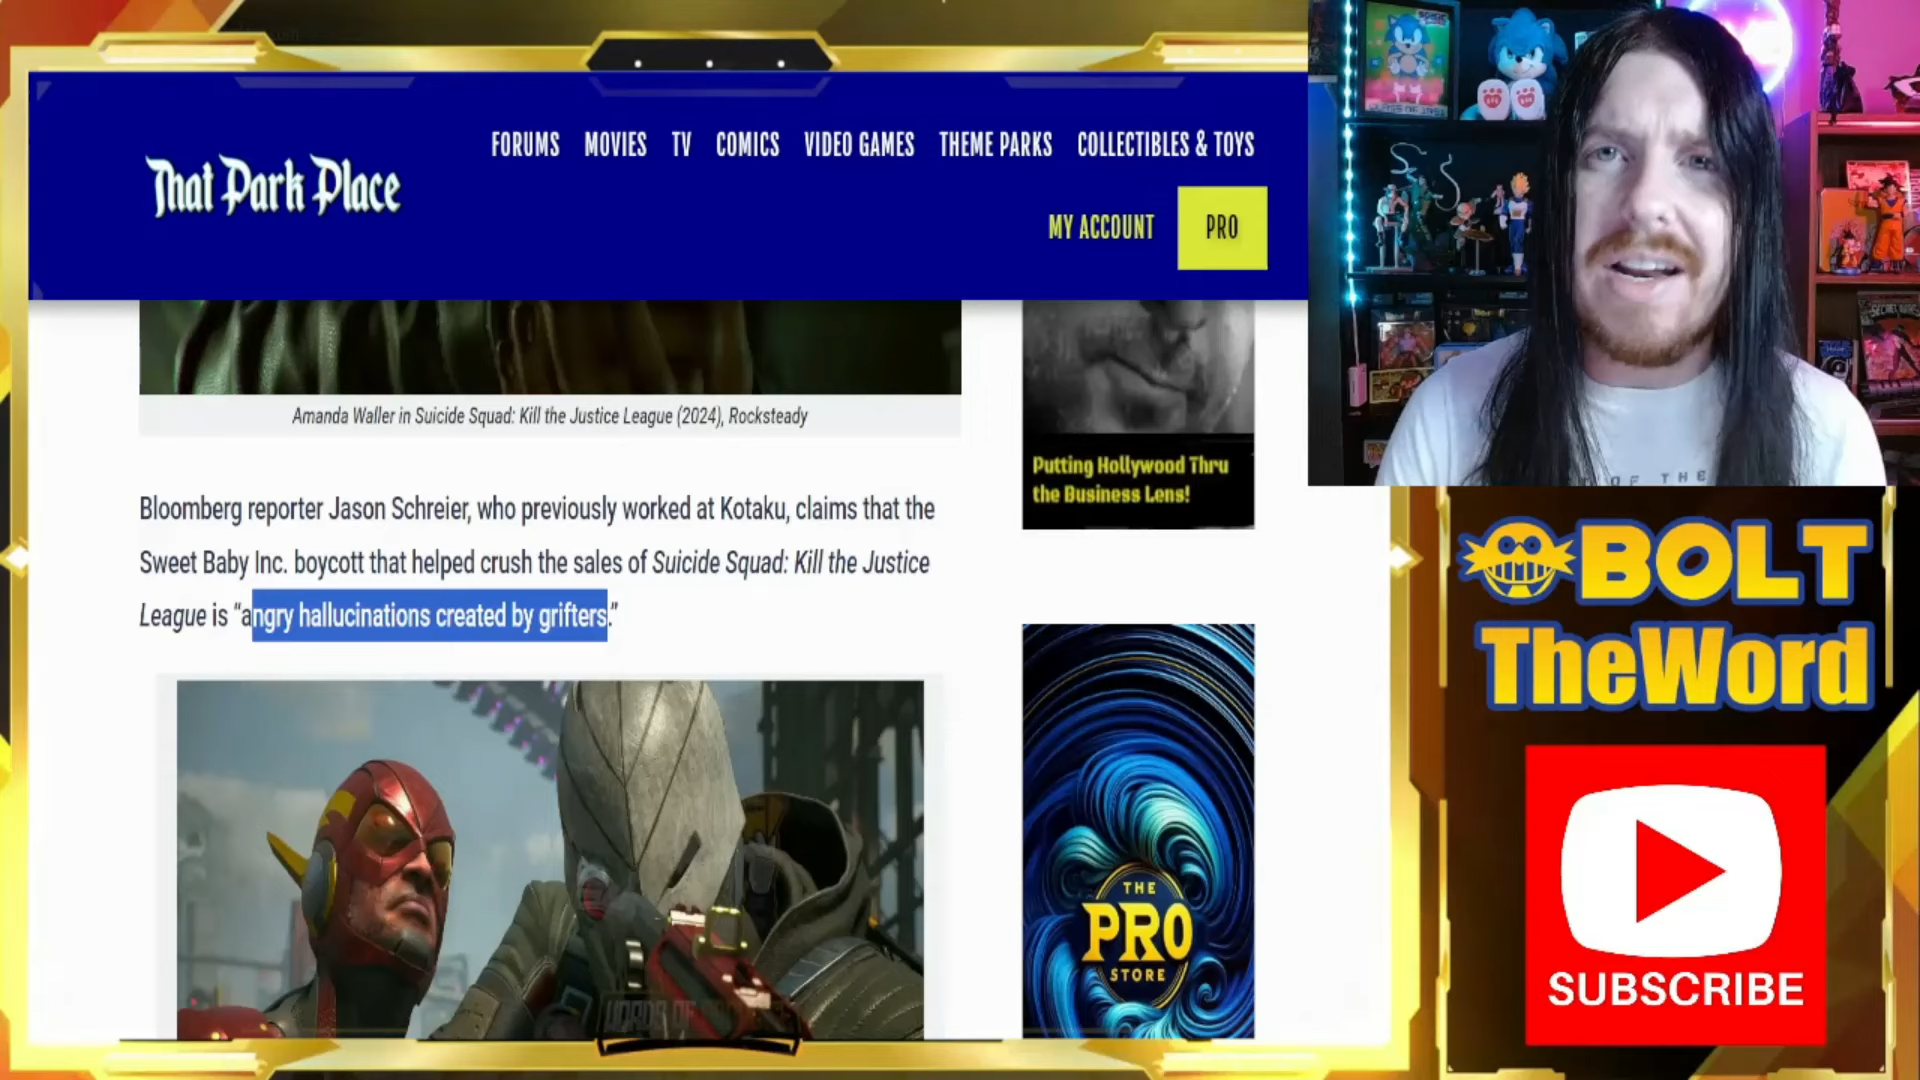 That Park Place
FORUMS MOVIES TV COMICS VIDEO GAMES THEME PARKS COLLECTIBLES & TOYS
MY ACCOUNT PRO
Amanda Waller in Suicide Squad: Kill the Justice League (2024), Rocksteady
Bloomberg reporter Jason Schreier, who previously worked at Kotaku, claims that the
Sweet Baby Inc. boycott that helped crush the sales of Suicide Squad: Kill the Justice
League is “angry hallucinations created by grifters.”
Putting Hollywood Thru
the Business Lens!
THE
PRO
STORE
OF THE
BOLT
TheWord
SUBSCRIBE